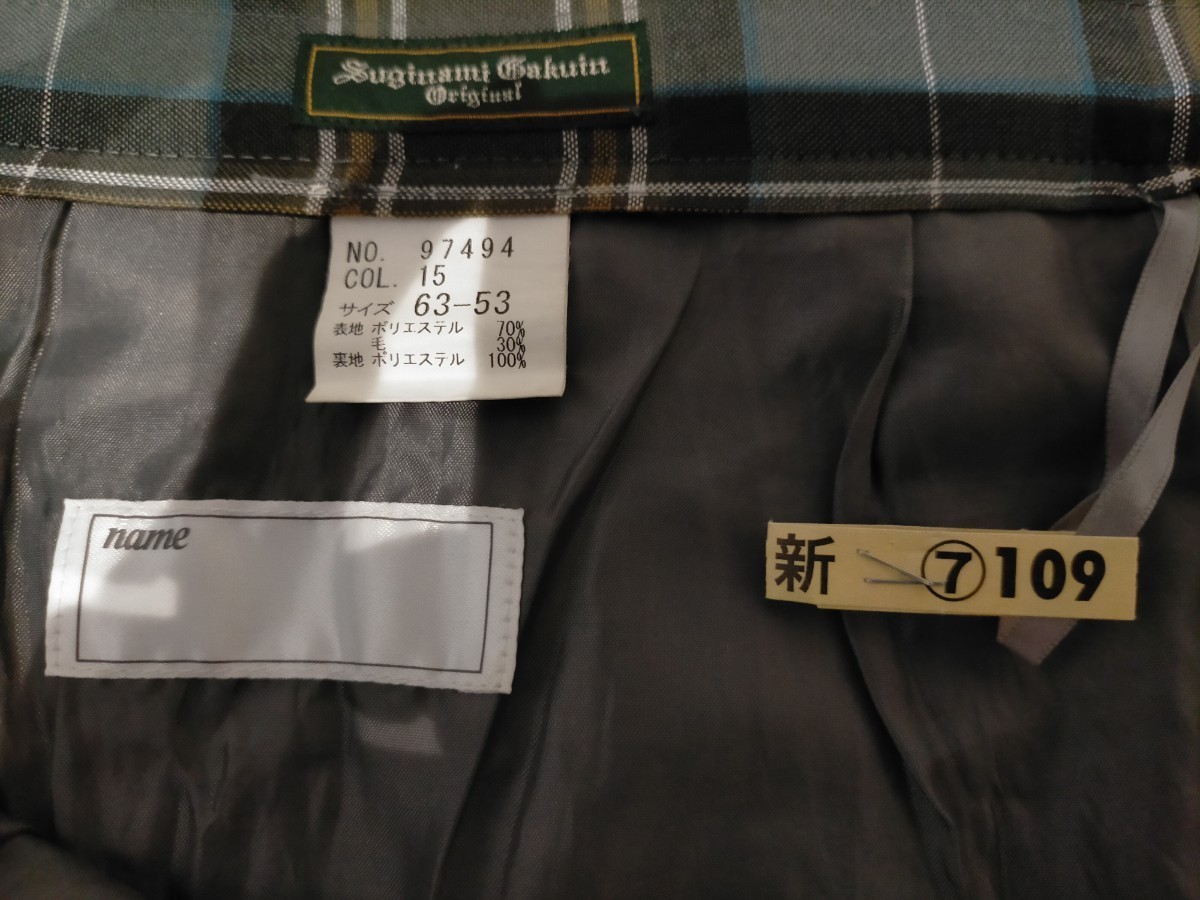 Suginami Gakuin
Original
NO. 97494
COL. 15
サイズ 63-53
表地 ポリエステル 70%
毛 30%
裏地 ポリエステル 100%
name
新 ⑦109